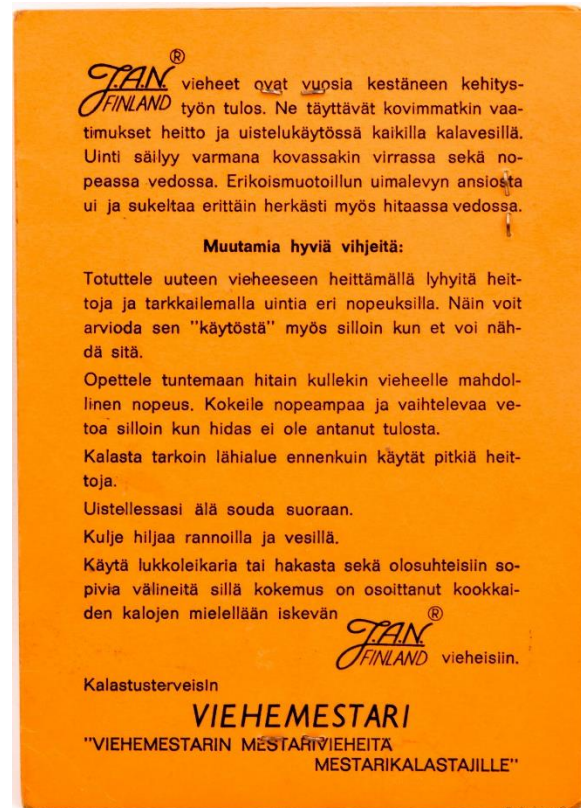 J.A.N.® FINLAND vieheet ovat vuosia kestäneen kehitys-
työn tulos. Ne täyttävät kovimmatkin vaa-
timukset heitto ja uistelukäytössä kaikilla kalavesillä.
Uinti säilyy varmana kovassakin virrassa sekä no-
peassa vedossa. Erikoismuotoillun uimalevyn ansiosta
ui ja sukeltaa erittäin herkästi myös hitaassa vedossa.
Muutamia hyviä vihjeitä:
Totuttele uuteen vieheeseen heittämällä lyhyitä heit-
toja ja tarkkailemalla uintia eri nopeuksilla. Näin voit
arvioda sen "käytöstä" myös silloin kun et voi näh-
dä sitä.
Opettele tuntemaan hitain kullekin vieheelle mahdol-
linen nopeus. Kokeile nopeampaa ja vaihtelevaa ve-
toa silloin kun hidas ei ole antanut tulosta.
Kalasta tarkoin lähialue ennenkuin käytät pitkiä heit-
toja.
Uistellessasi älä souda suoraan.
Kulje hiljaa rannoilla ja vesillä.
Käytä lukkoleikaria tai hakasta sekä olosuhteisiin so-
pivia välineitä sillä kokemus on osoittanut kookkai-
den kalojen mielellään iskevän
J.A.N.® FINLAND vieheisiin.
Kalastusterveisin
VIEHEMESTARI
"VIEHEMESTARIN MESTARIVIEHEITÄ
MESTARIKALASTAJILLE"